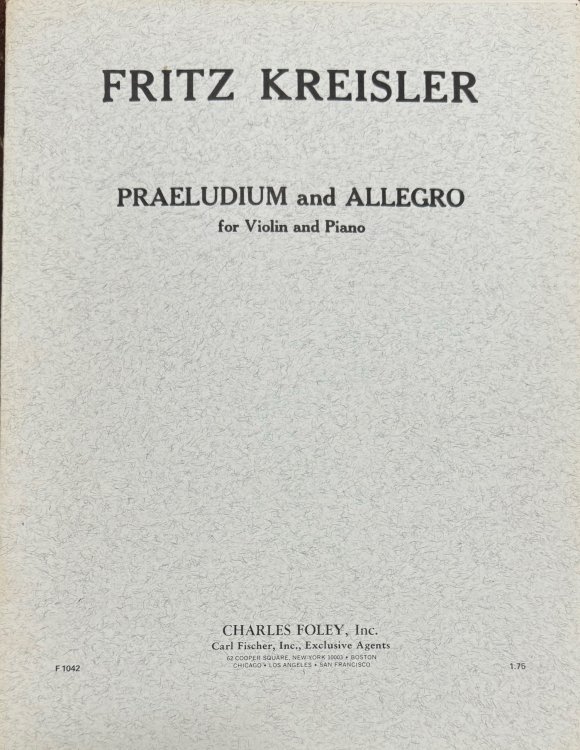 FRITZ KREISLER
PRAELUDIUM and ALLEGRO
for Violin and Piano
CHARLES FOLEY, Inc.
Carl Fischer, Inc., Exclusive Agents
62 COOPER SQUARE, NEW YORK 10003 • BOSTON
CHICAGO • LOS ANGELES • SAN FRANCISCO
F 1042
1.75